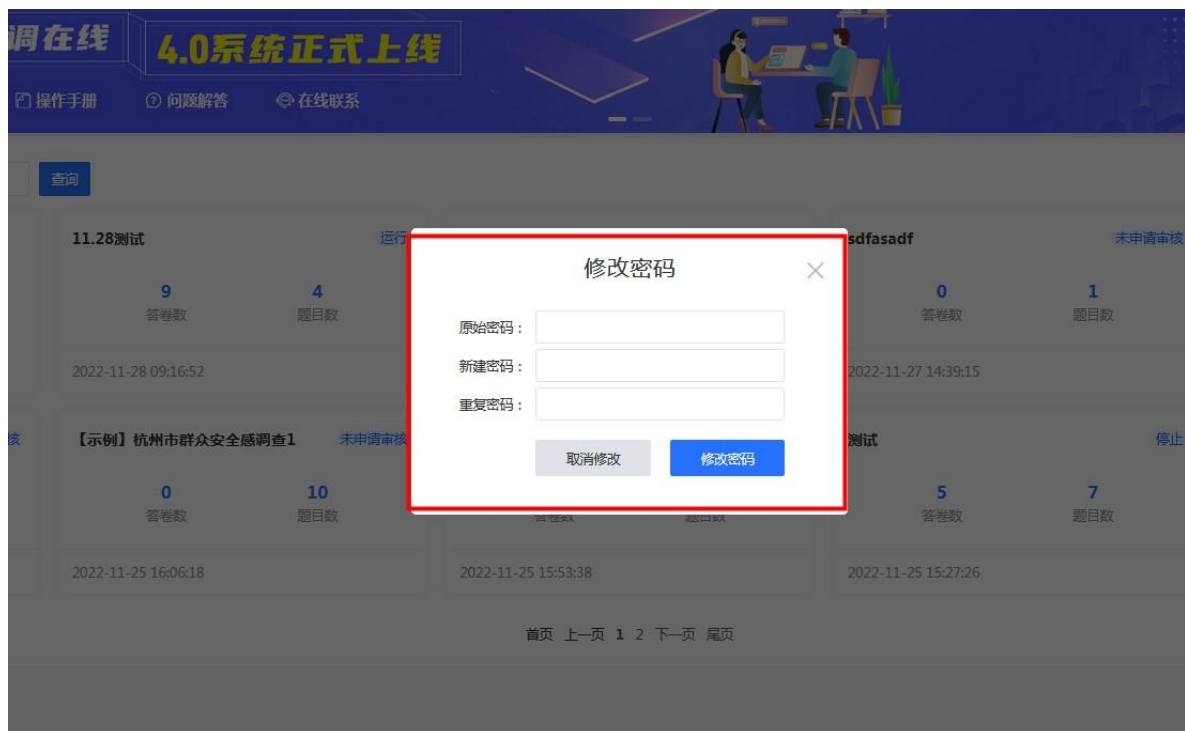 调在线
4.0系统正式上线
操作手册 问题解答 在线联系
查询
11.28测试 运行
9 4
答卷数 题目数
2022-11-28 09:16:52
sdfasadf 未申请审核
0 1
答卷数 题目数
2022-11-27 14:39:15
修改密码
原始密码：
新建密码：
重复密码：
取消修改 修改密码
核
【示例】杭州市群众安全感调查1 未申请审核
0 10
答卷数 题目数
2022-11-25 16:06:18
答卷数 题目数
2022-11-25 15:53:38
测试 停止
5 7
答卷数 题目数
2022-11-25 15:27:26
首页 上一页 1 2 下一页 尾页